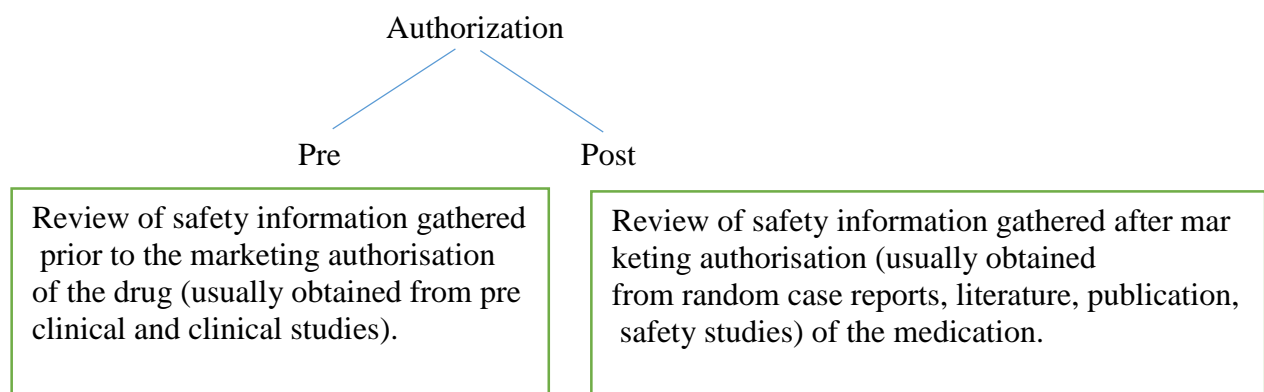 Authorization
Pre
Post
Review of safety information gathered
prior to the marketing authorisation
of the drug (usually obtained from pre
clinical and clinical studies).
Review of safety information gathered after mar
keting authorisation (usually obtained
from random case reports, literature, publication,
safety studies) of the medication.